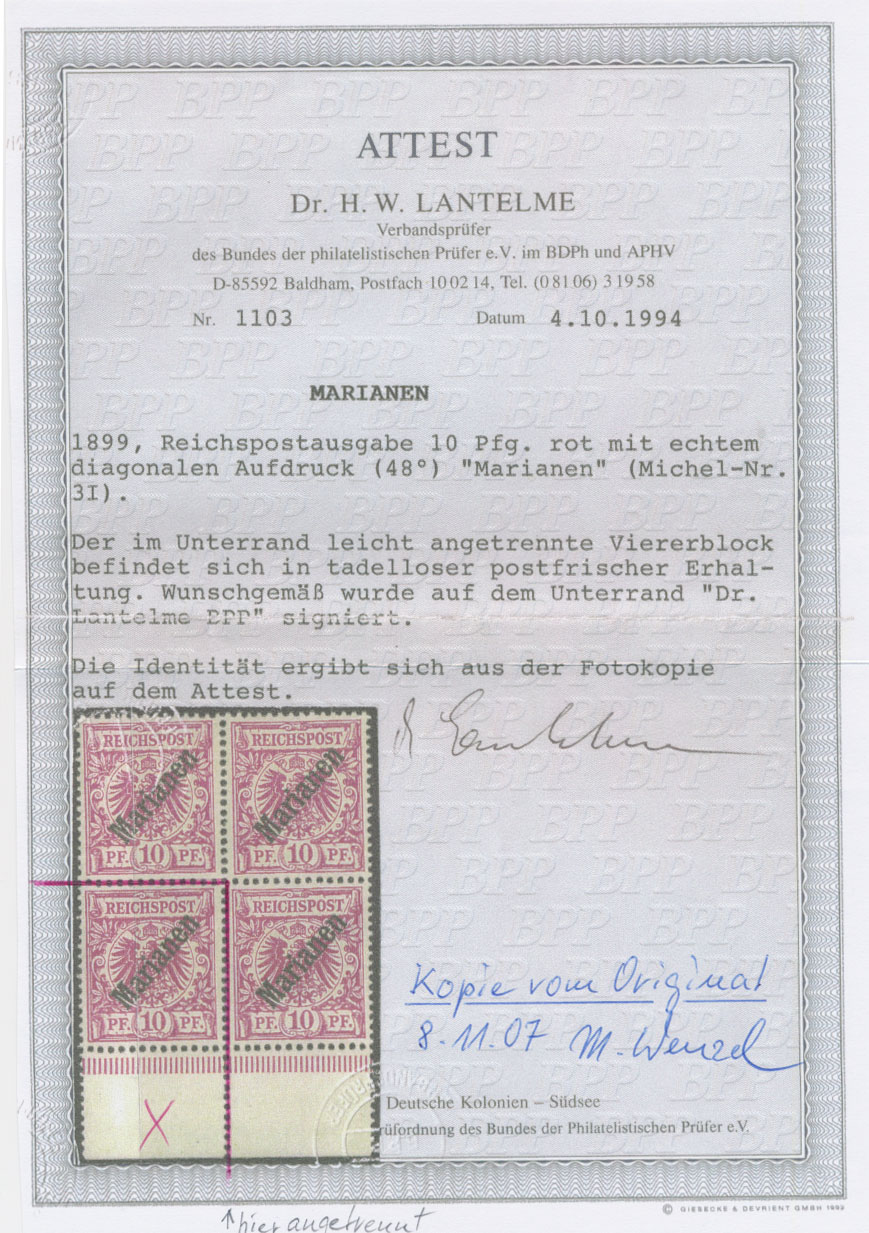 ATTEST
Dr. H. W. LANTELME
Verbandsprüfer
des Bundes der philatelistischen Prüfer e.V. im BDPh und APHV
D-85592 Baldham, Postfach 10 02 14, Tel. (0 81 06) 3 19 58
Nr. 1103 Datum 4.10.1994
MARIANEN
1899, Reichspostausgabe 10 Pfg. rot mit echtem
diagonalen Aufdruck (48°) "Marianen" (Michel-Nr.
3I).
Der im Unterrand leicht angetrennte Viererblock
befindet sich in tadelloser postfrischer Erhal-
tung. Wunschgemäß wurde auf dem Unterrand "Dr.
Lantelme BPP" signiert.
Die Identität ergibt sich aus der Fotokopie
auf dem Attest.
REICHSPOST REICHSPOST
Marianen Marianen
PF. 10 PF. PF. 10 PF.
REICHSPOST REICHSPOST
Marianen Marianen
PF. 10 PF. PF. 10 PF.
X
Kopie vom Original
8.11.07 M. Wenzel
Deutsche Kolonien – Südsee
rüfordnung des Bundes der Philatelistischen Prüfer e.V.
© GIESECKE & DEVRIENT GMBH 1993
↑ hier angetrennt